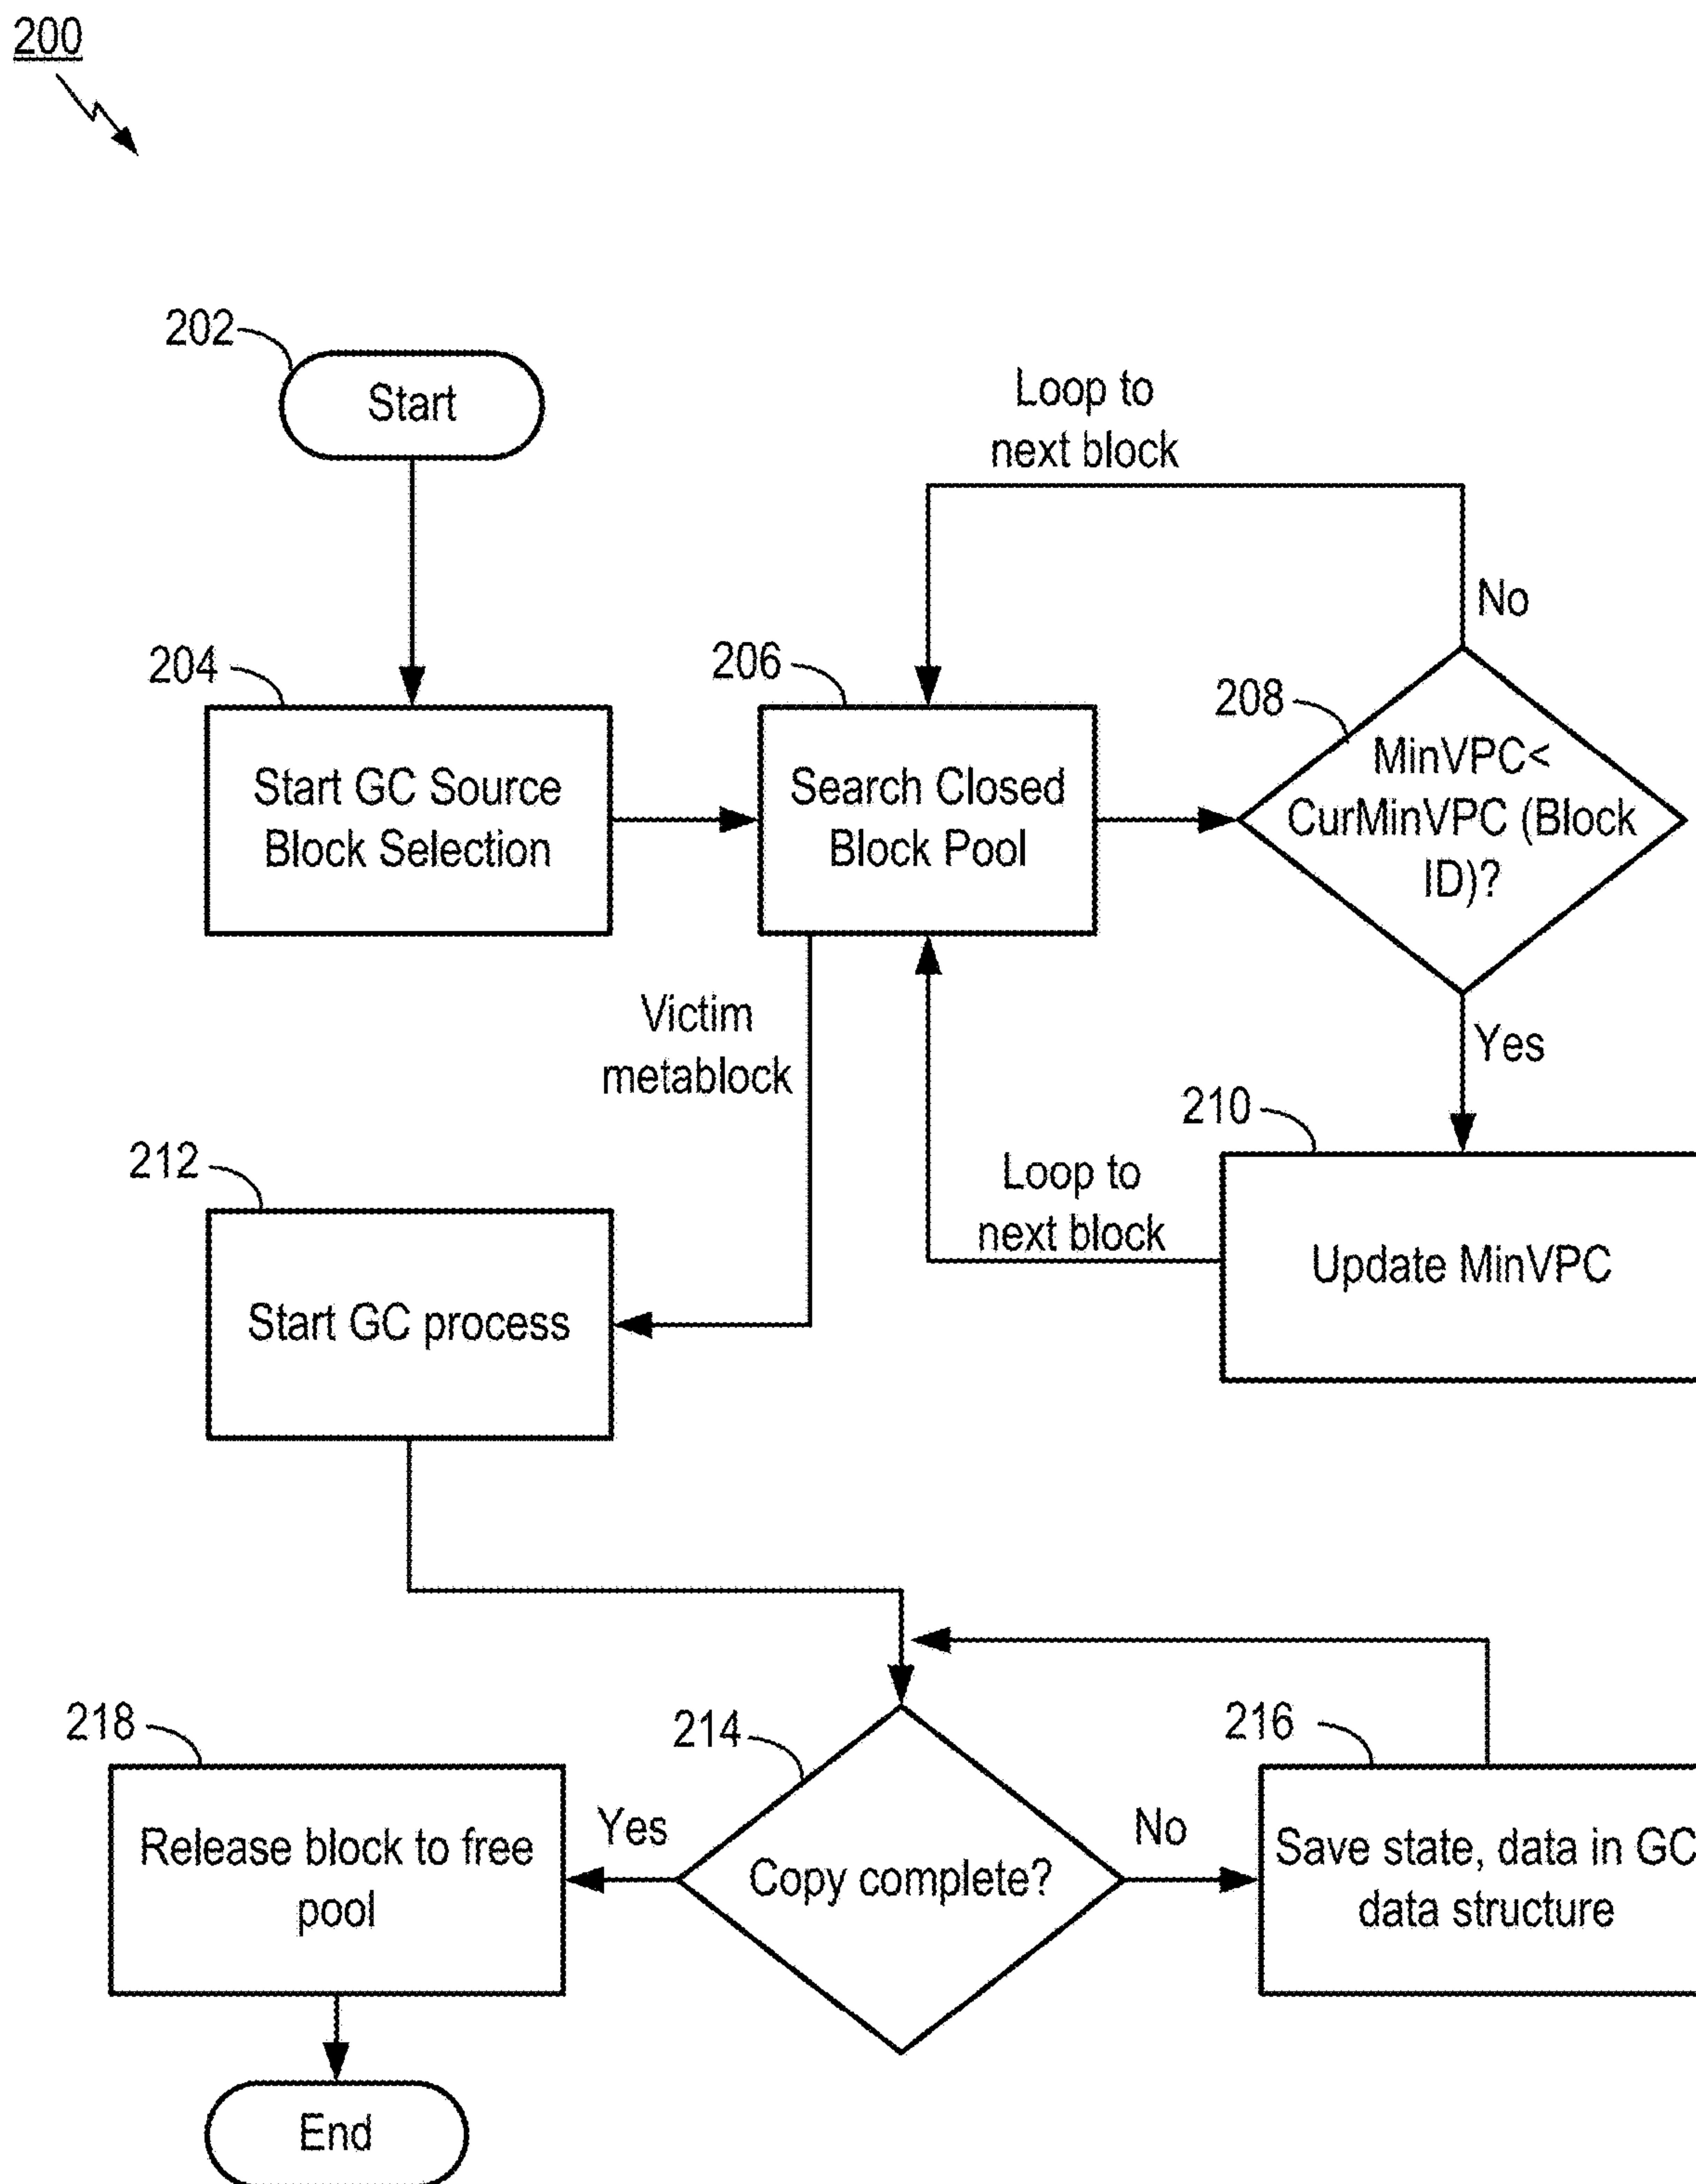 200
202
Start
Loop to
next block
No
204
Start GC Source
Block Selection
206
Search Closed
Block Pool
208
MinVPC<
CurMinVPC (Block
ID)?
Victim
metablock
Yes
210
Update MinVPC
Loop to
next block
212
Start GC process
218
Release block to free
pool
Yes
214
Copy complete?
No
216
Save state, data in GC
data structure
End